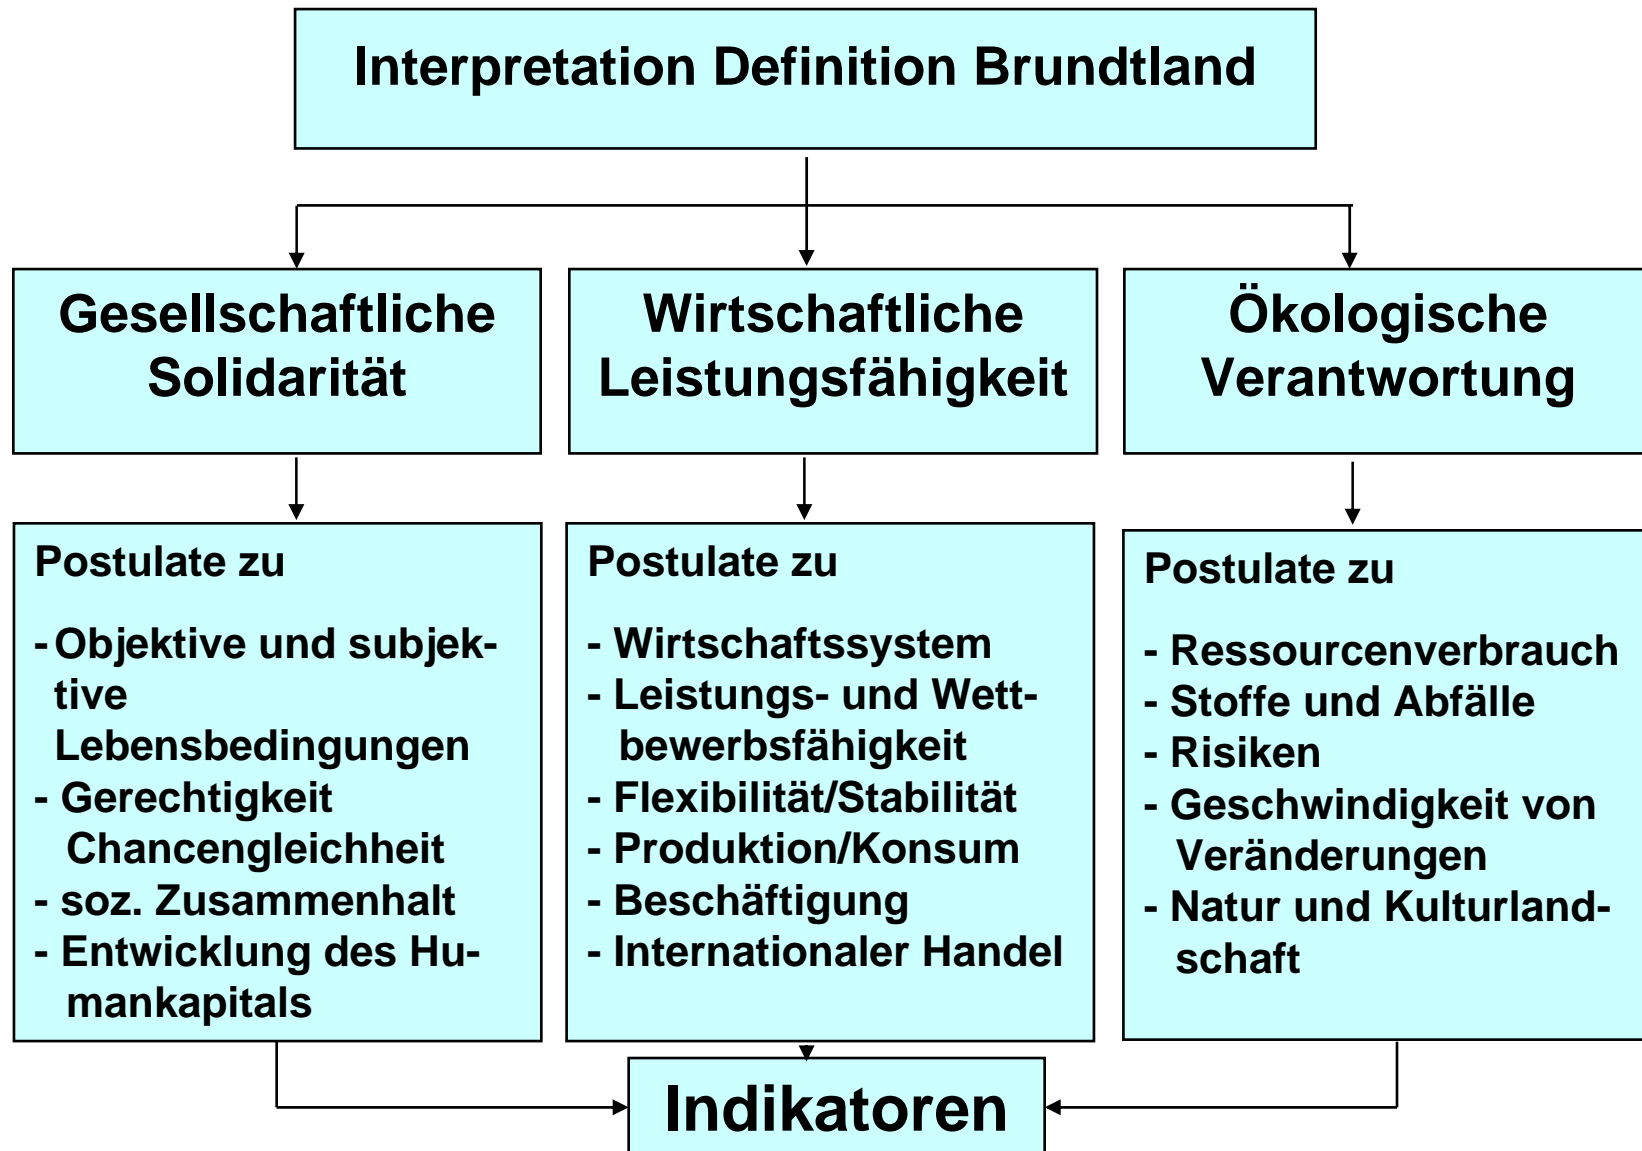 Interpretation Definition Brundtland
Gesellschaftliche
Solidarität
Wirtschaftliche
Leistungsfähigkeit
Ökologische
Verantwortung
Postulate zu
- Objektive und subjek-
tive
Lebensbedingungen
- Gerechtigkeit
Chancengleichheit
- soz. Zusammenhalt
- Entwicklung des Hu-
mankapitals
Postulate zu
- Wirtschaftssystem
- Leistungs- und Wett-
bewerbsfähigkeit
- Flexibilität/Stabilität
- Produktion/Konsum
- Beschäftigung
- Internationaler Handel
Postulate zu
- Ressourcenverbrauch
- Stoffe und Abfälle
- Risiken
- Geschwindigkeit von
Veränderungen
- Natur und Kulturland-
schaft
Indikatoren